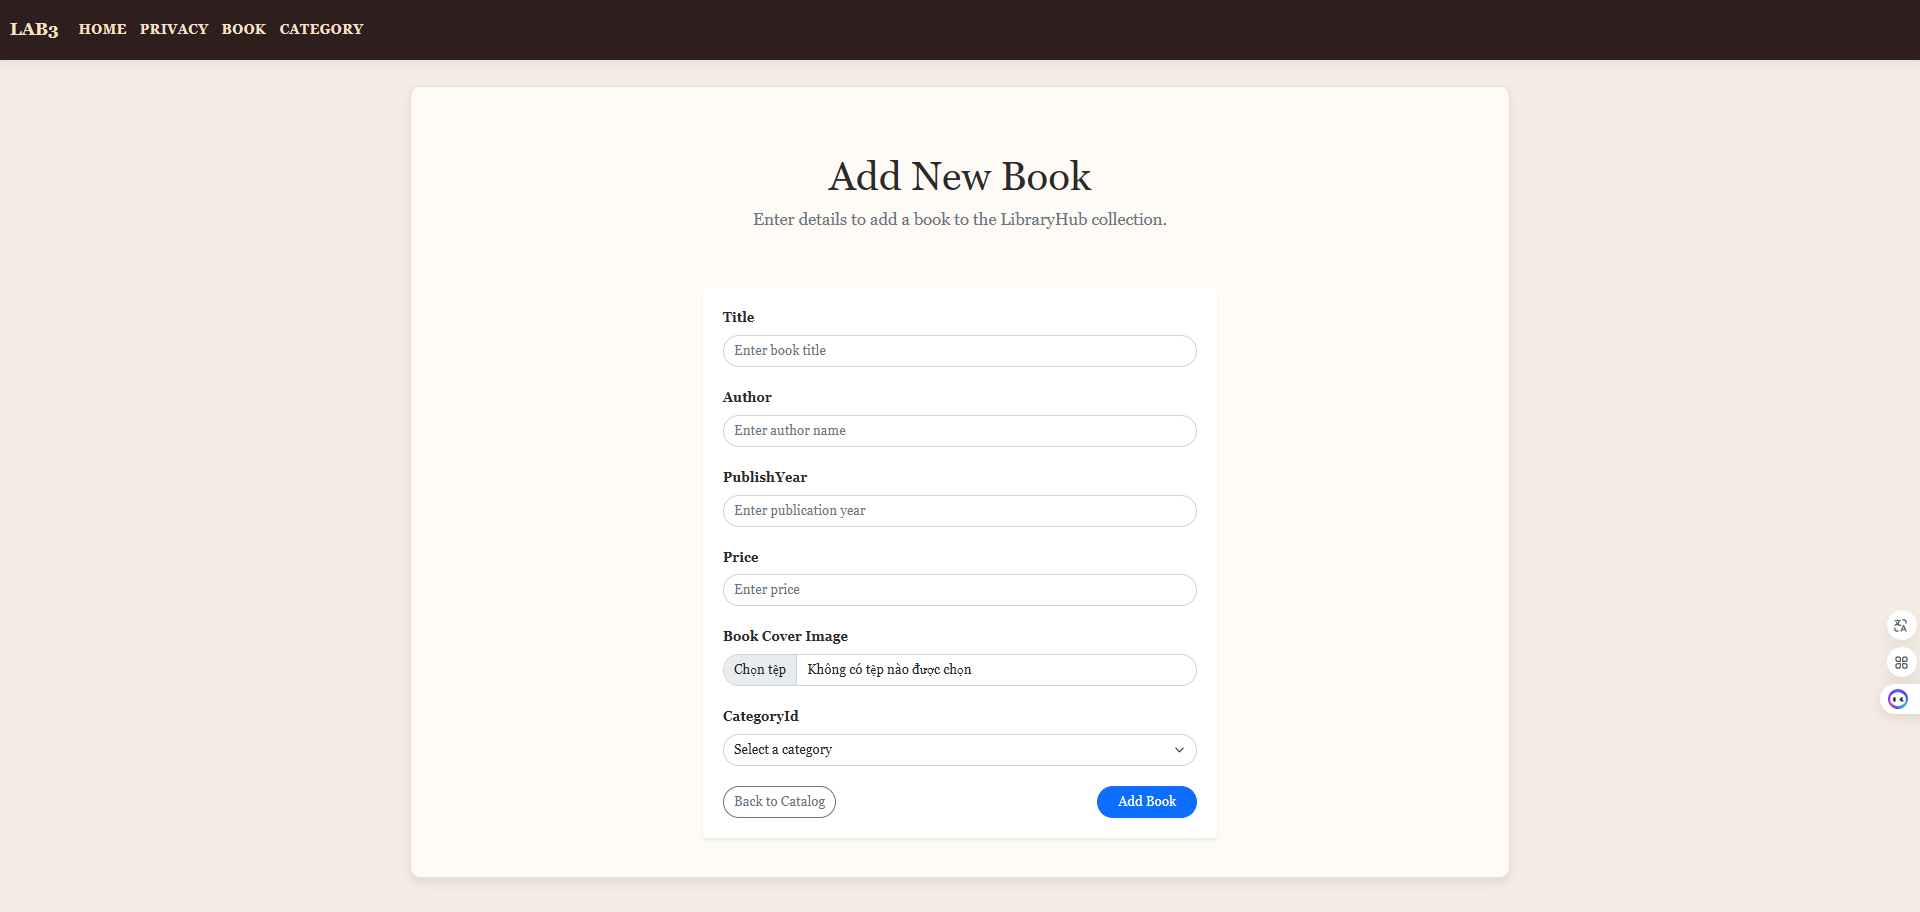 LAB3 HOME PRIVACY BOOK CATEGORY
Add New Book
Enter details to add a book to the LibraryHub collection.
Title
Enter book title
Author
Enter author name
PublishYear
Enter publication year
Price
Enter price
Book Cover Image
Chọn tệp Không có tệp nào được chọn
CategoryId
Select a category
Back to Catalog Add Book